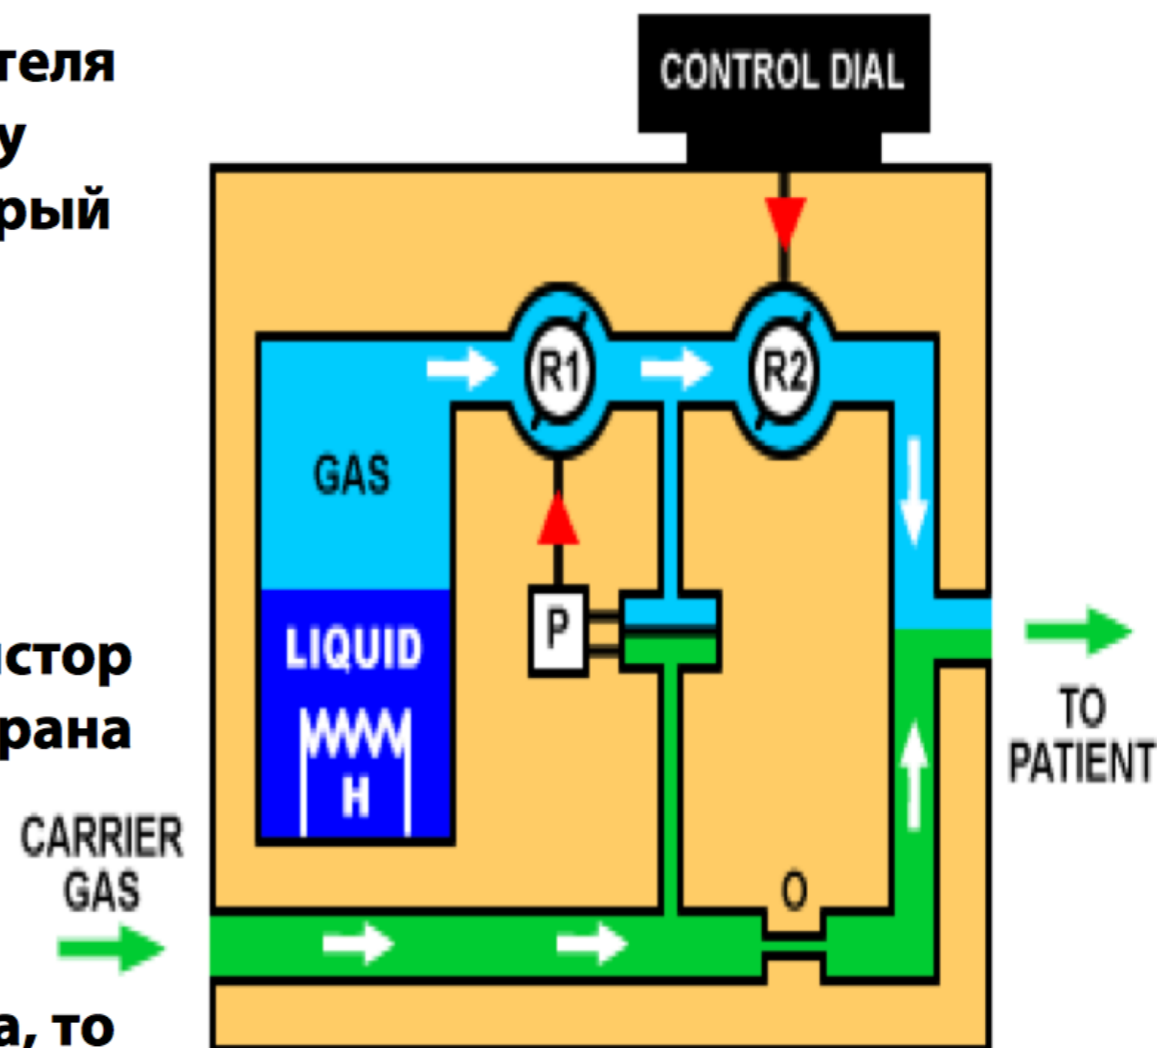 теля
у
рый
CONTROL DIAL
R1
R2
GAS
P
LIQUID
H
стор
рана
CARRIER
GAS
O
TO
PATIENT
а, то